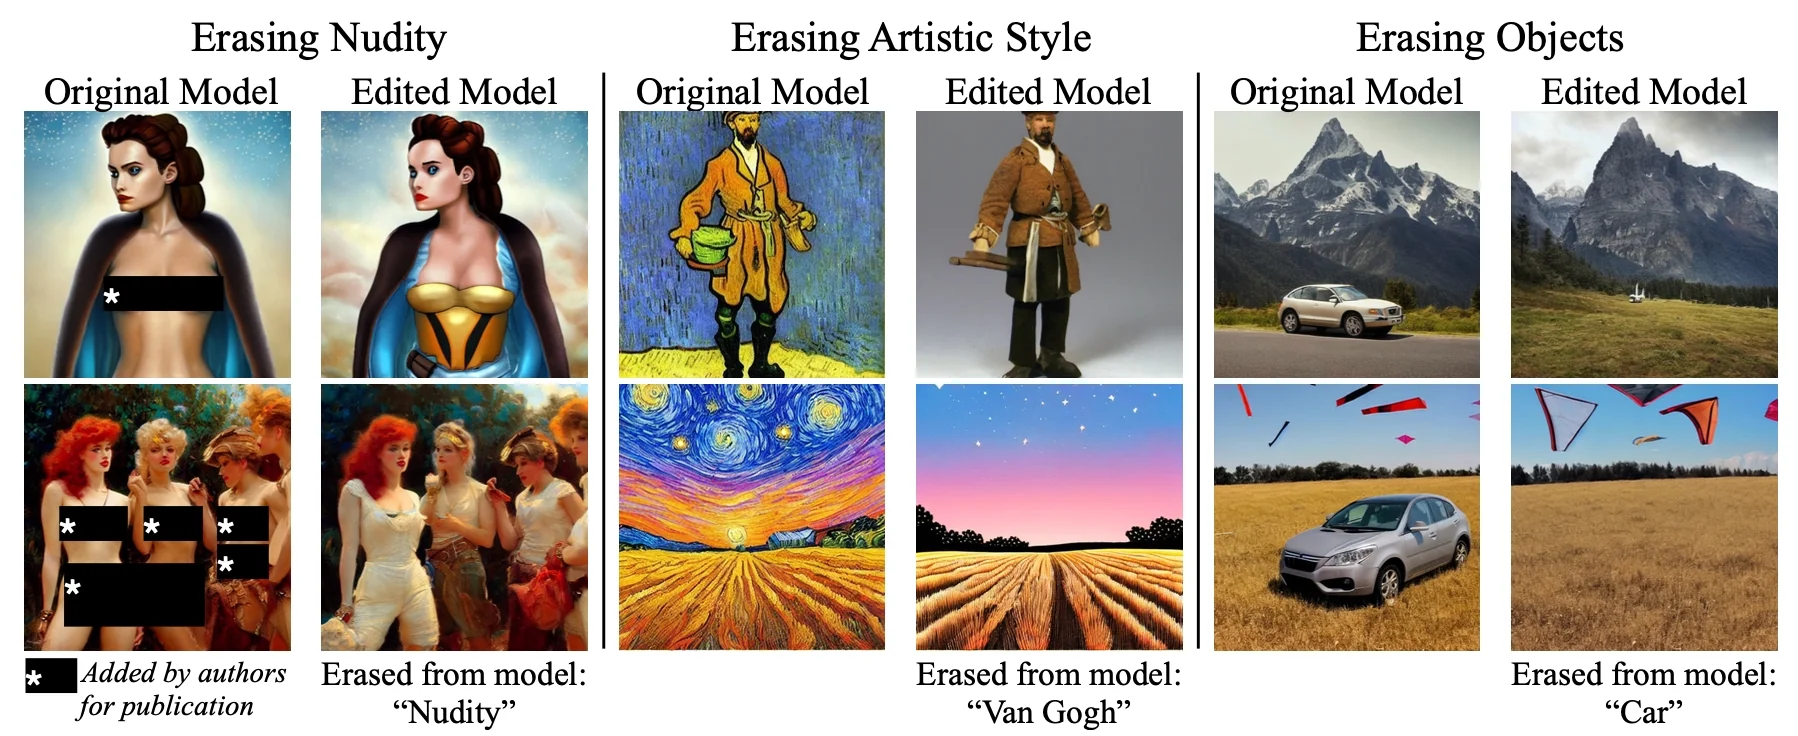 Erasing Nudity
Erasing Artistic Style
Erasing Objects
Original Model
Edited Model
Original Model
Edited Model
Original Model
Edited Model
*
*
*
*
*
*
* Added by authors
for publication
Erased from model:
“Nudity”
Erased from model:
“Van Gogh”
Erased from model:
“Car”